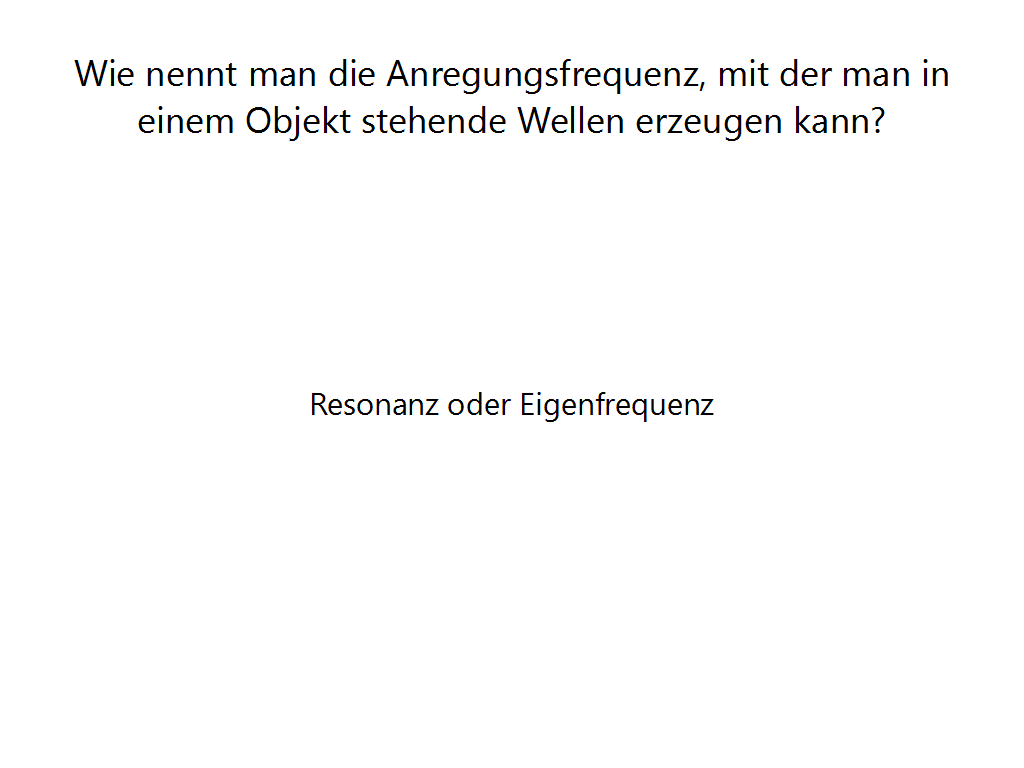 Wie nennt man die Anregungsfrequenz, mit der man in
einem Objekt stehende Wellen erzeugen kann?
Resonanz oder Eigenfrequenz